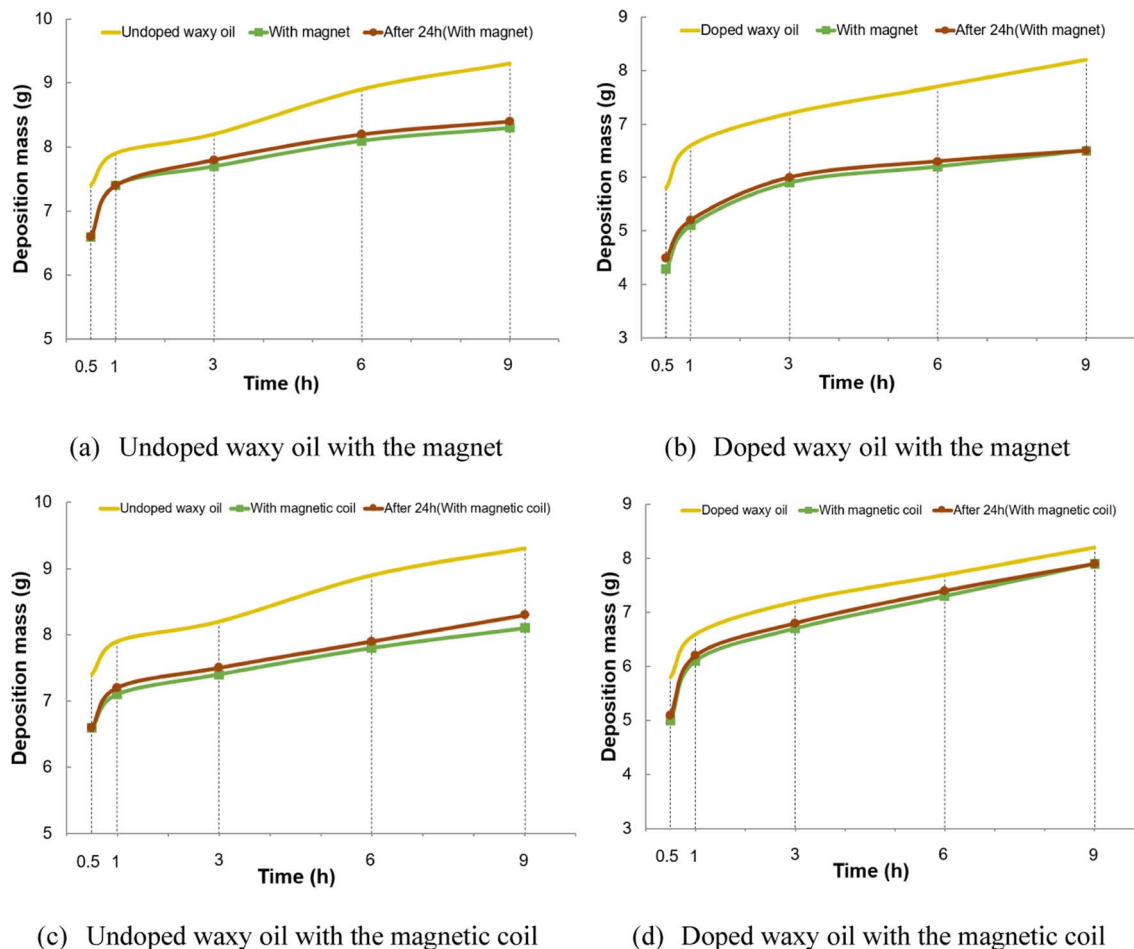 Undoped waxy oil With magnet After 24h(With magnet)
Deposition mass (g)
10
9
8
7
6
5
0.5 1 3 6 9
Time (h)
(a) Undoped waxy oil with the magnet
Doped waxy oil With magnet After 24h(With magnet)
Deposition mass (g)
9
8
7
6
5
4
3
0.5 1 3 6 9
Time (h)
(b) Doped waxy oil with the magnet
Undoped waxy oil With magnetic coil After 24h(With magnetic coil)
Deposition mass (g)
10
9
8
7
6
5
0.5 1 3 6 9
Time (h)
(c) Undoped waxy oil with the magnetic coil
Doped waxy oil With magnetic coil After 24h(With magnetic coil)
Deposition mass (g)
9
8
7
6
5
4
3
0.5 1 3 6 9
Time (h)
(d) Doped waxy oil with the magnetic coil